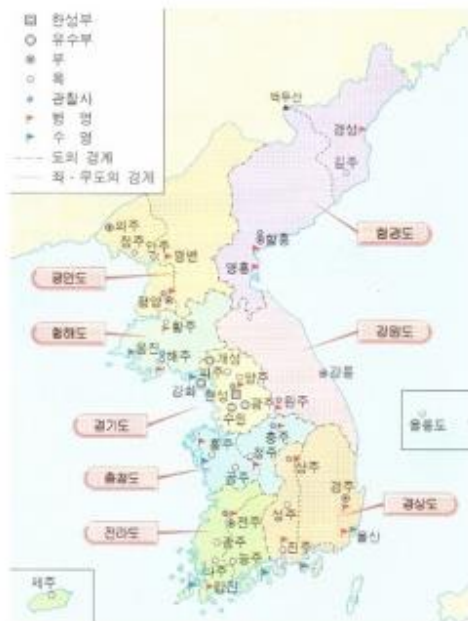 한성부
유수부
부
목
관찰사
병영
수영
도의 경계
좌·우도의 경계
백두산
경성
길주
함흥
함경도
의주
정주
안주
영변
영흥
평안도
평양
황주
황해도
강원도
옹진
해주
개성
파주
양주
강릉
강화
한성
광주
원주
수원
울릉도
경기도
충주
홍주
청주
상주
공주
충청도
경주
경상도
성주
전주
울산
전라도
광주
진주
나주
능주
강진
제주